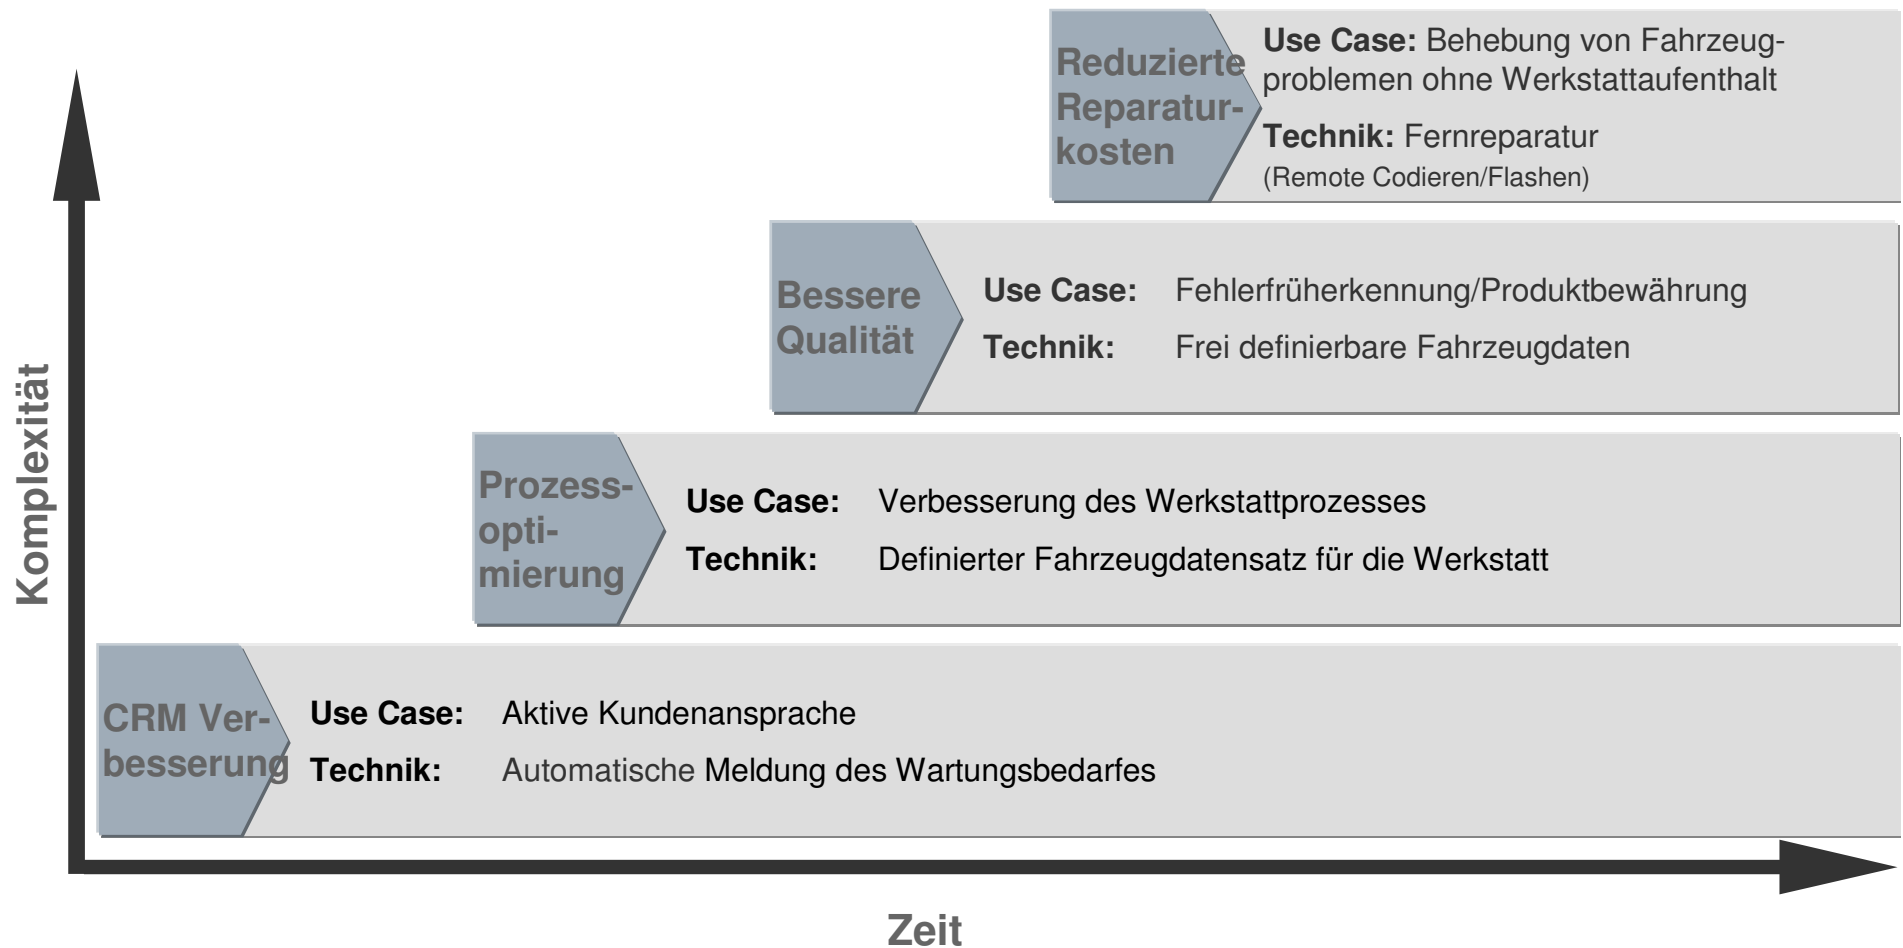 Reduzierte
Reparatur-
kosten
Use Case: Behebung von Fahrzeug-
problemen ohne Werkstattaufenthalt
Technik: Fernreparatur
(Remote Codieren/Flashen)
Bessere
Qualität
Use Case: Fehlerfrüherkennung/Produktbewährung
Technik: Frei definierbare Fahrzeugdaten
Prozess-
opti-
mierung
Use Case: Verbesserung des Werkstattprozesses
Technik: Definierter Fahrzeugdatensatz für die Werkstatt
CRM Ver-
besserung
Use Case: Aktive Kundenansprache
Technik: Automatische Meldung des Wartungsbedarfes
Komplexität
Zeit